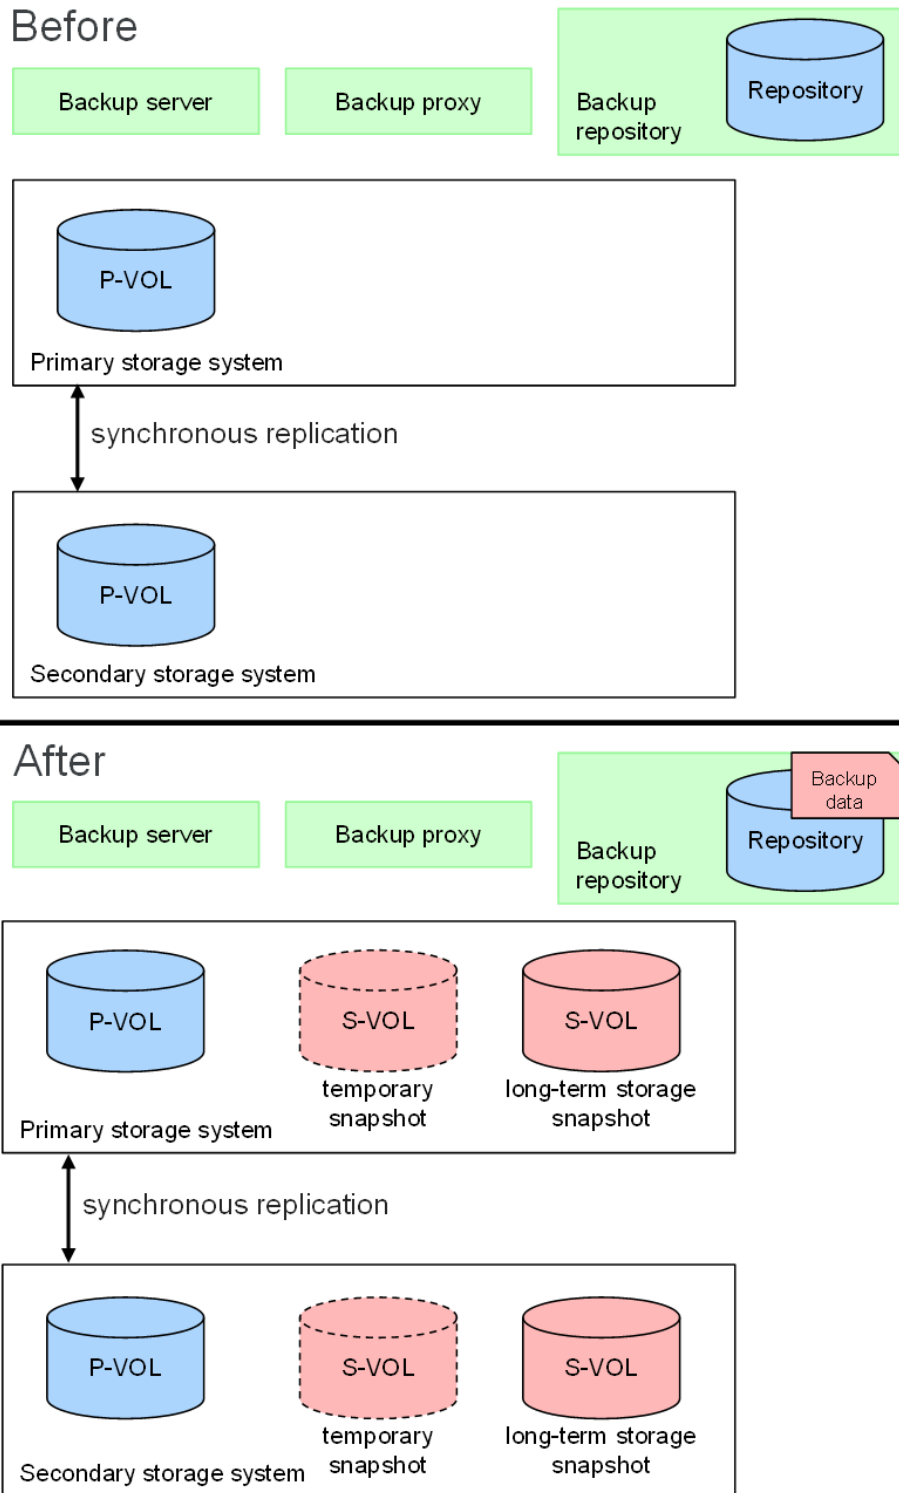 Before
Backup server
Backup proxy
Backup
repository
Repository
P-VOL
Primary storage system
synchronous replication
P-VOL
Secondary storage system
After
Backup server
Backup proxy
Backup
repository
Repository
Backup
data
P-VOL
S-VOL
S-VOL
temporary
snapshot
long-term storage
snapshot
Primary storage system
synchronous replication
P-VOL
S-VOL
S-VOL
temporary
snapshot
long-term storage
snapshot
Secondary storage system